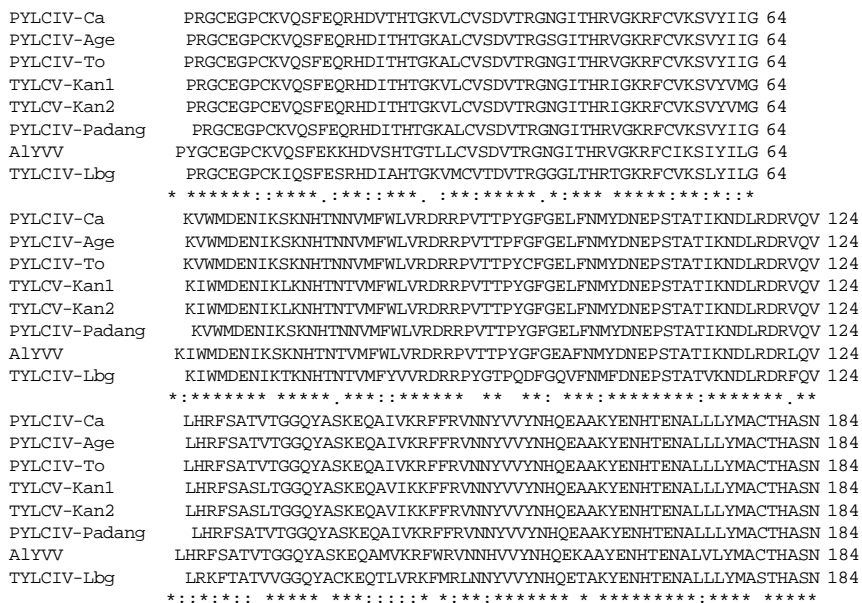 PYLCIV-Ca PRGCEGPCKVQSFEQRHDVTHTGKVLCVSDVTRGNGITHRVGKRFCVKSVYIIG 64
PYLCIV-Age PRGCEGPCKVQSFEQRHDITHTGKALCVSDVTRGSGITHRVGKRFCVKSVYIIG 64
PYLCIV-To PRGCEGPCKVQSFEQRHDITHTGKALCVSDVTRGNGITHRVGKRFCVKSVYIIG 64
TYLCV-Kan1 PRGCEGPCKVQSFEQRHDITHTGKVLCVSDVTRGNGITHRIGKRFCVKSVYVMG 64
TYLCV-Kan2 PRGCEGPCEVQSFEQRHDITHTGKVLCVSDVTRGNGITHRIGKRFCVKSVYVMG 64
PYLCIV-Padang PRGCEGPCKVQSFEQRHDITHTGKALCVSDVTRGNGITHRVGKRFCVKSVYIIG 64
AlYVV PYGCEGPCKVQSFEKKHDVSHTGTLLCVSDVTRGNGITHRVGKRFCIKSIYILG 64
TYLCIV-Lbg PRGCEGPCKIQSFESRHDIAHTGKVMCVTDVTRGGGLTHRTGKRFCVKSLYILG 64
* ******::****.:**::***. :**:*****.*:*** *****:**:*::*
PYLCIV-Ca KVWMDENIKSKNHTNNVMFWLVRDRRPVTTPYGFGELFNMYDNEPSTATIKNDLRDRVQV 124
PYLCIV-Age KVWMDENIKSKNHTNNVMFWLVRDRRPVTTPFGFGELFNMYDNEPSTATIKNDLRDRVQV 124
PYLCIV-To KVWMDENIKSKNHTNNVMFWLVRDRRPVTTPYCFGELFNMYDNEPSTATIKNDLRDRVQV 124
TYLCV-Kan1 KIWMDENIKLKNHTNTVMFWLVRDRRPVTTPYGFGELFNMYDNEPSTATIKNDLRDRVQV 124
TYLCV-Kan2 KIWMDENIKLKNHTNTVMFWLVRDRRPVTTPYGFGELFNMYDNEPSTATIKNDLRDRVQV 124
PYLCIV-Padang KVWMDENIKSKNHTNNVMFWLVRDRRPVTTPYGFGELFNMYDNEPSTATIKNDLRDRVQV 124
AlYVV KIWMDENIKSKNHTNTVMFWLVRDRRPVTTPYGFGEAFNMYDNEPSTATIKNDLRDRLQV 124
TYLCIV-Lbg KIWMDENIKTKNHTNTVMFYVVRDRRPYGTPQDFGQVFNMFDNEPSTATVKNDLRDRFQV 124
*:******* *****.***::****** ** **: ***:********:*******.**
PYLCIV-Ca LHRFSATVTGGQYASKEQAIVKRFFRVNNYVVYNHQEAAKYENHTENALLLYMACTHASN 184
PYLCIV-Age LHRFSATVTGGQYASKEQAIVKRFFRVNNYVVYNHQEAAKYENHTENALLLYMACTHASN 184
PYLCIV-To LHRFSATVTGGQYASKEQAIVKRFFRVNNYVVYNHQEAAKYENHTENALLLYMACTHASN 184
TYLCV-Kan1 LHRFSASLTGGQYASKEQAVIKKFFRVNNYVVYNHQEAAKYENHTENALLLYMACTHASN 184
TYLCV-Kan2 LHRFSASLTGGQYASKEQAVIKKFFRVNNYVVYNHQEAAKYENHTENALLLYMACTHASN 184
PYLCIV-Padang LHRFSATVTGGQYASKEQAIVKRFFRVNNYVVYNHQEAAKYENHTENALLLYMACTHASN 184
AlYVV LHRFSATVTGGQYASKEQAMVKRFWRVNNHVVYNHQEKAAYENHTENALVLYMACTHASN 184
TYLCIV-Lbg LRKFTATVVGGQYACKEQTLVRKFMRLNNYVVYNHQETAKYENHTENALLLYMASTHASN 184
*::*:*:: ***** ***:::::* *:**:******* * *********:**** *****